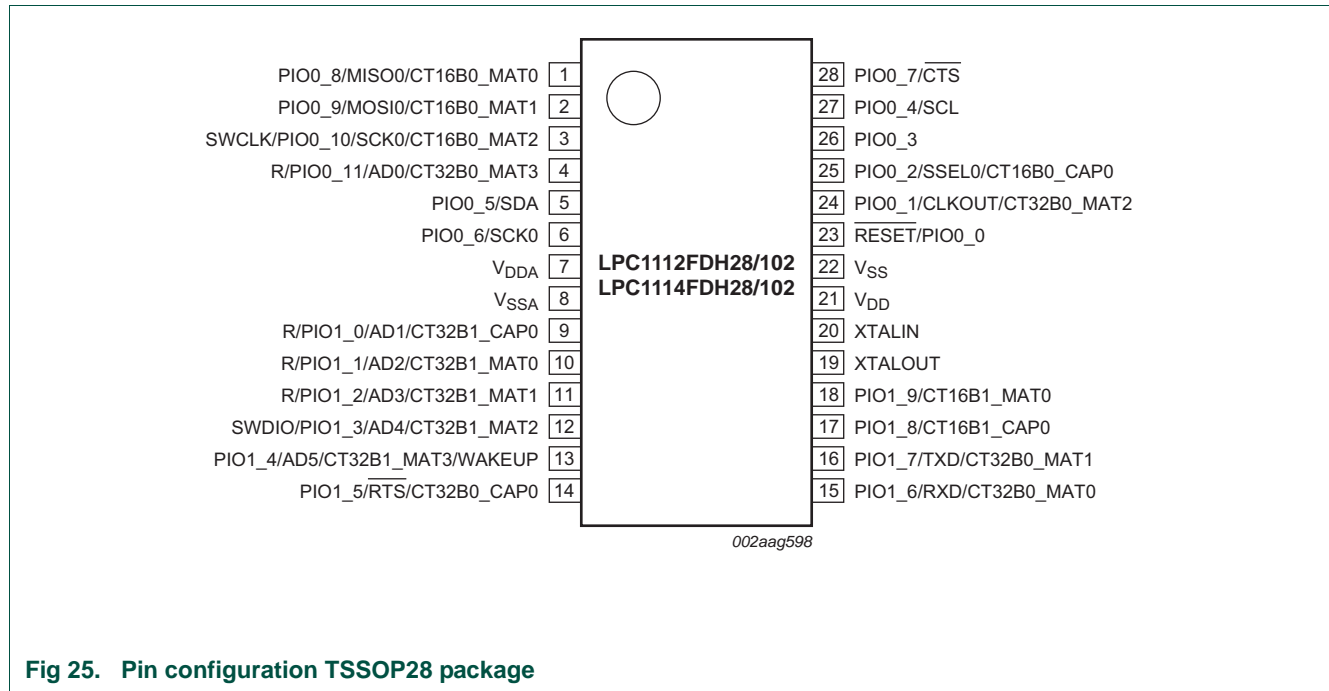 PIO0_8/MISO0/CT16B0_MAT0 1
PIO0_9/MOSI0/CT16B0_MAT1 2
SWCLK/PIO0_10/SCK0/CT16B0_MAT2 3
R/PIO0_11/AD0/CT32B0_MAT3 4
PIO0_5/SDA 5
PIO0_6/SCK0 6
VDDA 7
VSSA 8
R/PIO1_0/AD1/CT32B1_CAP0 9
R/PIO1_1/AD2/CT32B1_MAT0 10
R/PIO1_2/AD3/CT32B1_MAT1 11
SWDIO/PIO1_3/AD4/CT32B1_MAT2 12
PIO1_4/AD5/CT32B1_MAT3/WAKEUP 13
PIO1_5/RTS/CT32B0_CAP0 14
LPC1112FDH28/102
LPC1114FDH28/102
28 PIO0_7/CTS
27 PIO0_4/SCL
26 PIO0_3
25 PIO0_2/SSEL0/CT16B0_CAP0
24 PIO0_1/CLKOUT/CT32B0_MAT2
23 RESET/PIO0_0
22 VSS
21 VDD
20 XTALIN
19 XTALOUT
18 PIO1_9/CT16B1_MAT0
17 PIO1_8/CT16B1_CAP0
16 PIO1_7/TXD/CT32B0_MAT1
15 PIO1_6/RXD/CT32B0_MAT0
002aag598
Fig 25. Pin configuration TSSOP28 package